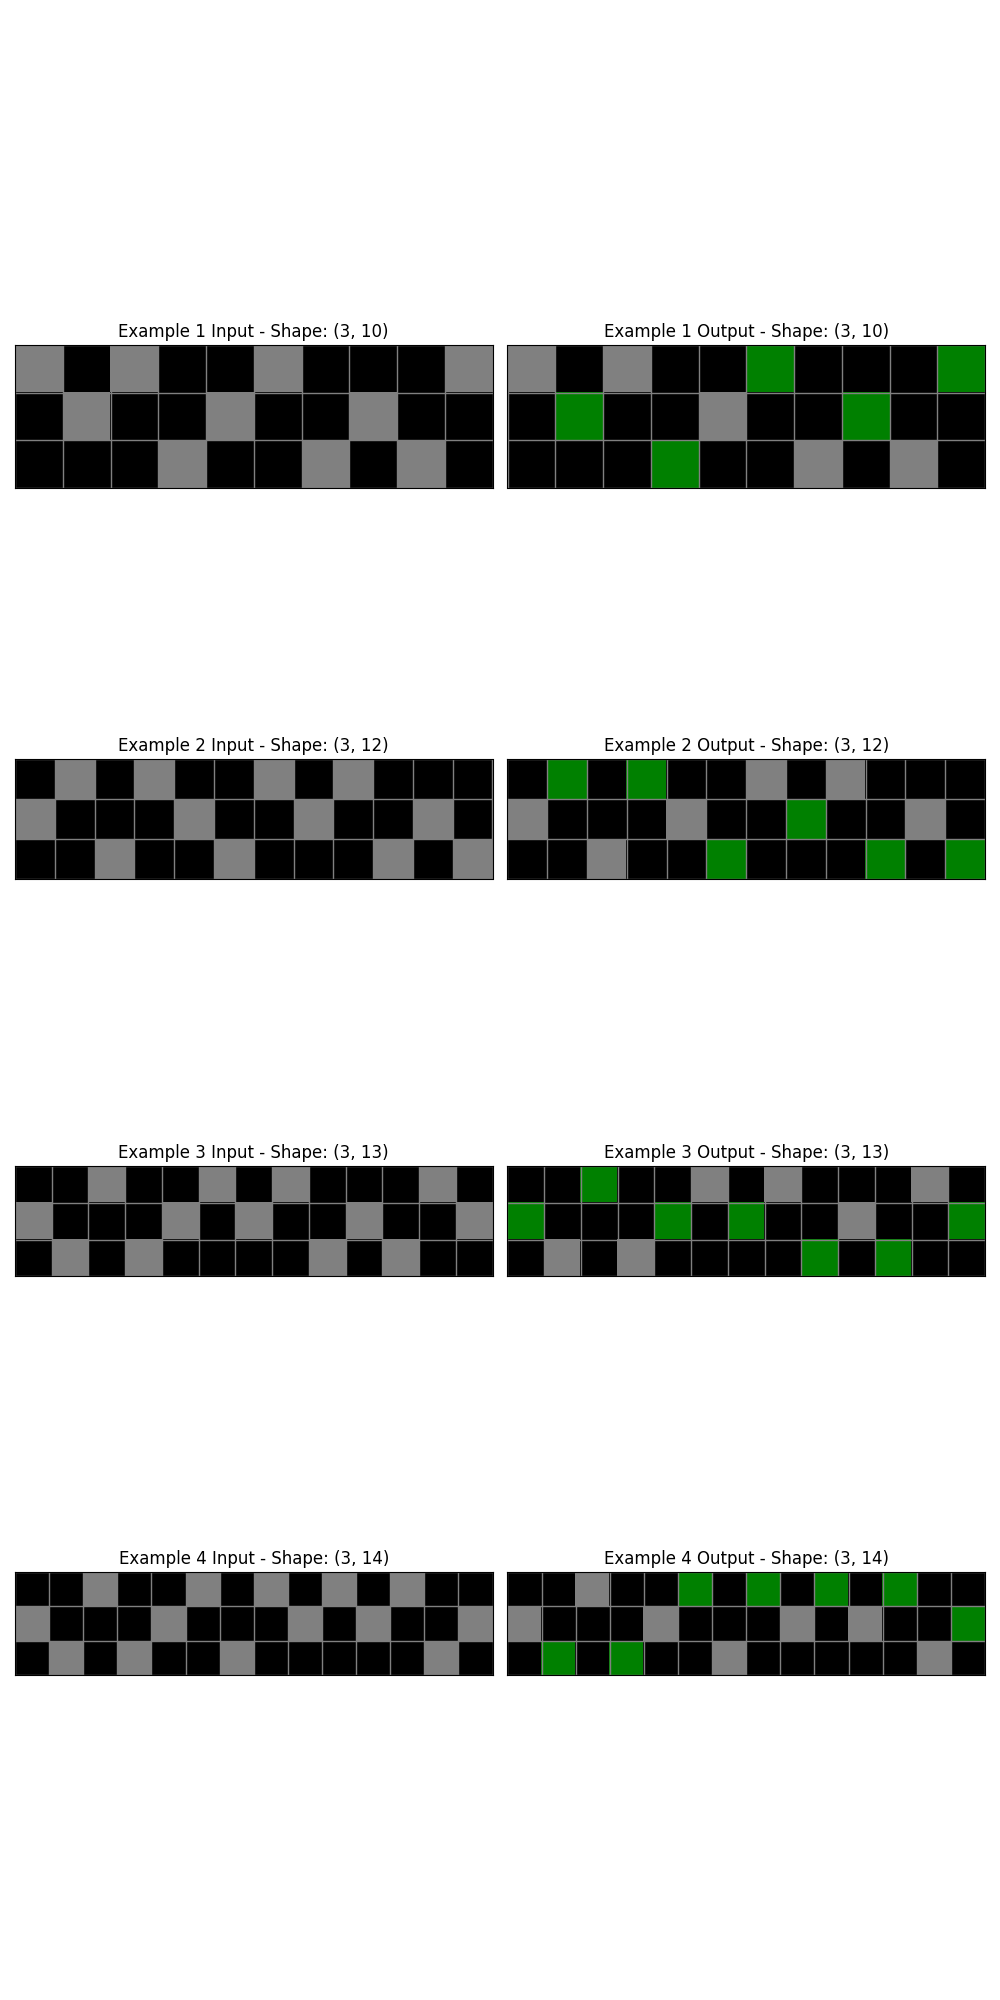 Example 1 Input - Shape: (3, 10)
Example 1 Output - Shape: (3, 10)
Example 2 Input - Shape: (3, 12)
Example 2 Output - Shape: (3, 12)
Example 3 Input - Shape: (3, 13)
Example 3 Output - Shape: (3, 13)
Example 4 Input - Shape: (3, 14)
Example 4 Output - Shape: (3, 14)